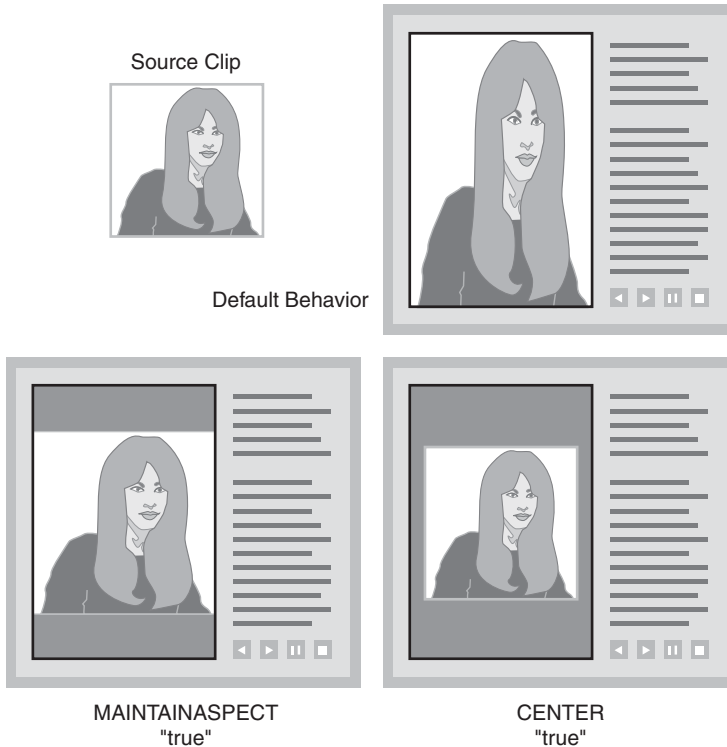 Source Clip
Default Behavior
MAINTAINASPECT
"true"
CENTER
"true"